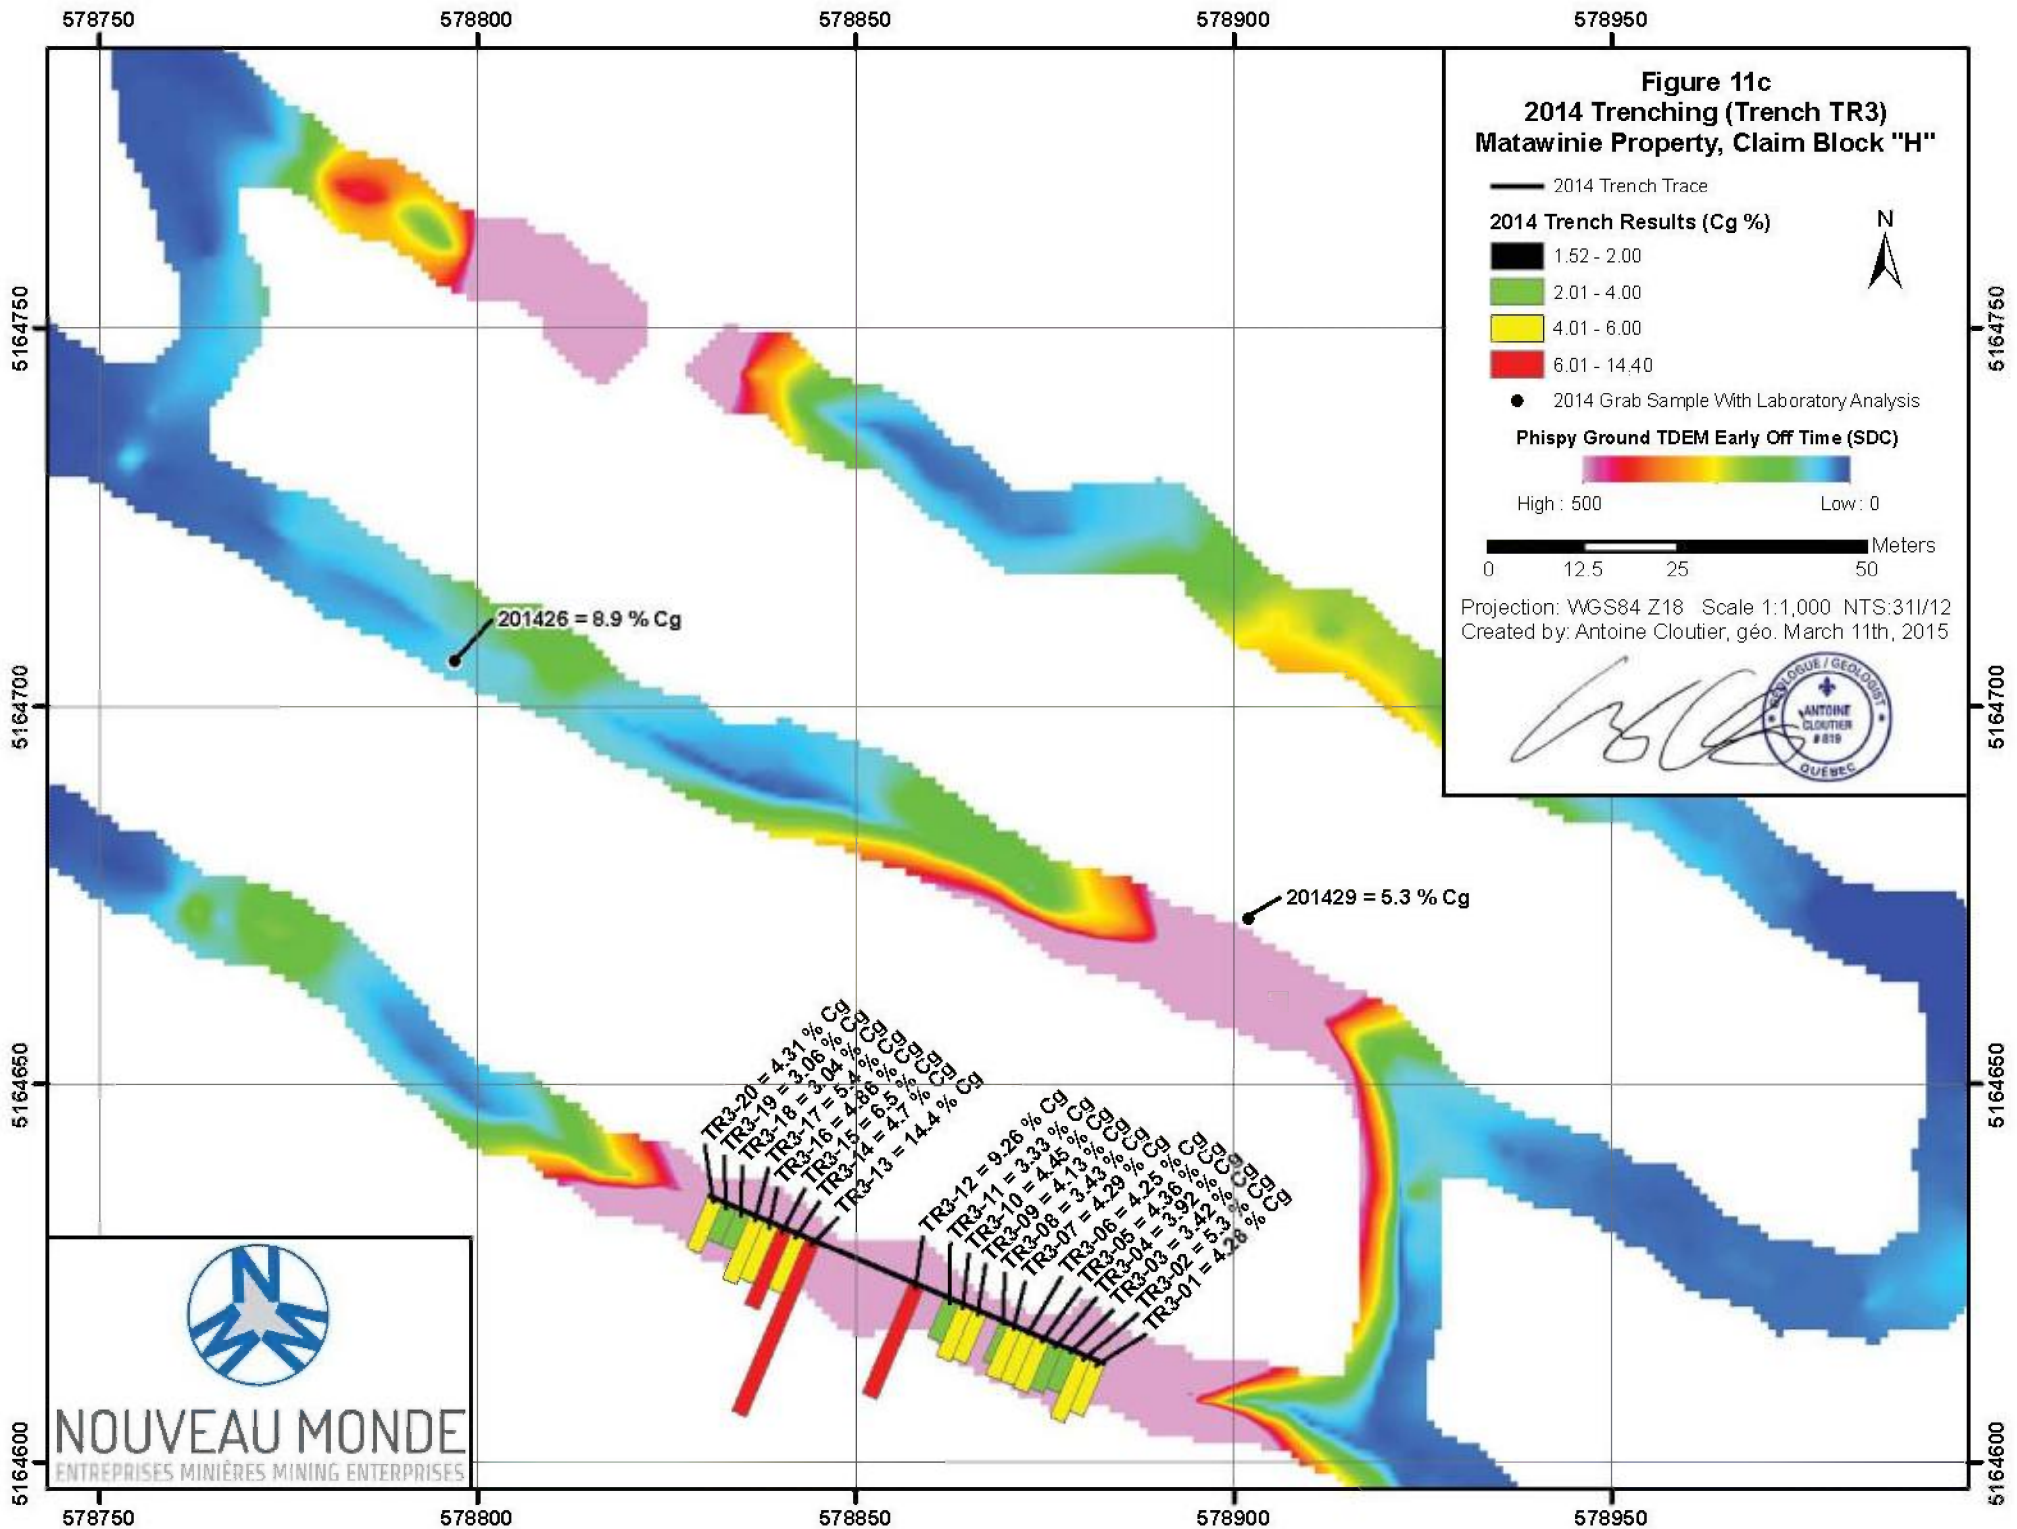 578750 578800 578850 578900 578950
Figure 11c
2014 Trenching (Trench TR3)
Matawinie Property, Claim Block "H"
2014 Trench Trace
2014 Trench Results (Cg %)
N
1.52 - 2.00
2.01 - 4.00
4.01 - 6.00
6.01 - 14.40
2014 Grab Sample With Laboratory Analysis
Phispy Ground TDEM Early Off Time (SDC)
High : 500 Low : 0
Meters
0 12.5 25 50
Projection: WGS84 Z18 Scale 1:1,000 NTS:31I/12
Created by: Antoine Cloutier, géo. March 11th, 2015
GÉOLOGUE / GEOLOGIST
ANTOINE
CLOUTIER
# 819
QUÉBEC
5164750 5164750
201426 = 8.9 % Cg
5164700 5164700
201429 = 5.3 % Cg
5164650 5164650
TR3-20 = 4.31 % Cg
TR3-19 = 3.06 % Cg
TR3-18 = 3.04 % Cg
TR3-17 = 5.4 % Cg
TR3-16 = 4.86 % Cg
TR3-15 = 6.5 % Cg
TR3-14 = 4.7 % Cg
TR3-13 = 14.4 % Cg
TR3-12 = 9.26 % Cg
TR3-11 = 3.33 % Cg
TR3-10 = 4.45 % Cg
TR3-09 = 4.13 % Cg
TR3-08 = 3.43 % Cg
TR3-07 = 4.29 % Cg
TR3-06 = 4.25 % Cg
TR3-05 = 4.36 % Cg
TR3-04 = 3.92 % Cg
TR3-03 = 3.42 % Cg
TR3-02 = 5.3 % Cg
TR3-01 = 4.28 % Cg
NOUVEAU MONDE
ENTREPRISES MINIÈRES MINING ENTERPRISES
5164600 5164600
578750 578800 578850 578900 578950